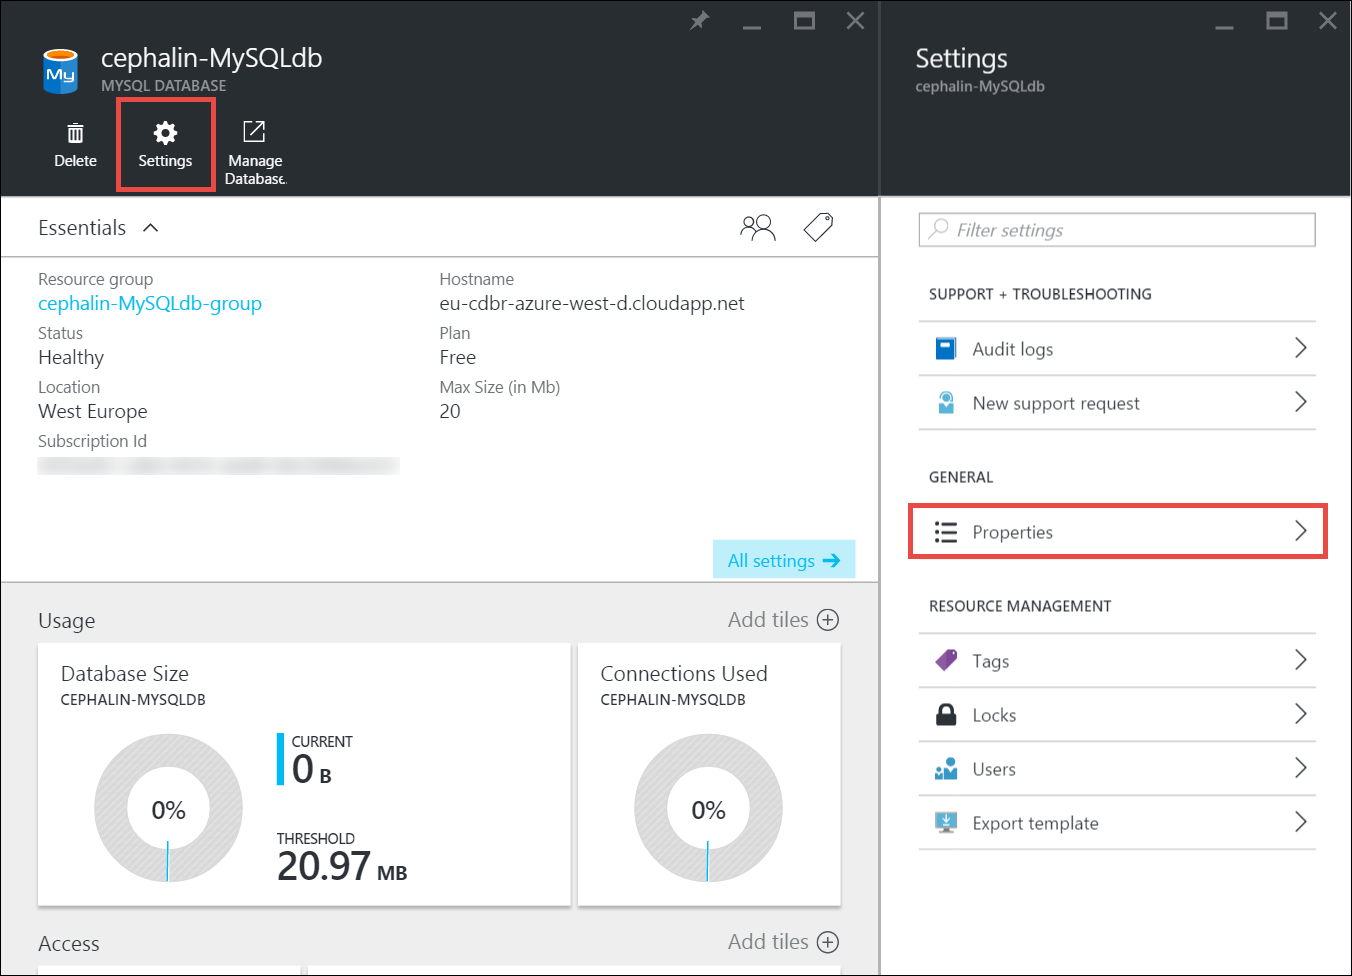 cephalin-MySQLdb
MYSQL DATABASE
My
Delete
Settings
Manage
Database.
Essentials
Resource group
cephalin-MySQLdb-group
Status
Healthy
Location
West Europe
Subscription Id
Hostname
eu-cdbr-azure-west-d.cloudapp.net
Plan
Free
Max Size (in Mb)
20
All settings
Usage
Add tiles
Database Size
CEPHALIN-MYSQLDB
0%
CURRENT
0 B
THRESHOLD
20.97 MB
Connections Used
CEPHALIN-MYSQLDB
0%
Access
Add tiles
Settings
cephalin-MySQLdb
Filter settings
SUPPORT + TROUBLESHOOTING
Audit logs
New support request
GENERAL
Properties
RESOURCE MANAGEMENT
Tags
Locks
Users
Export template